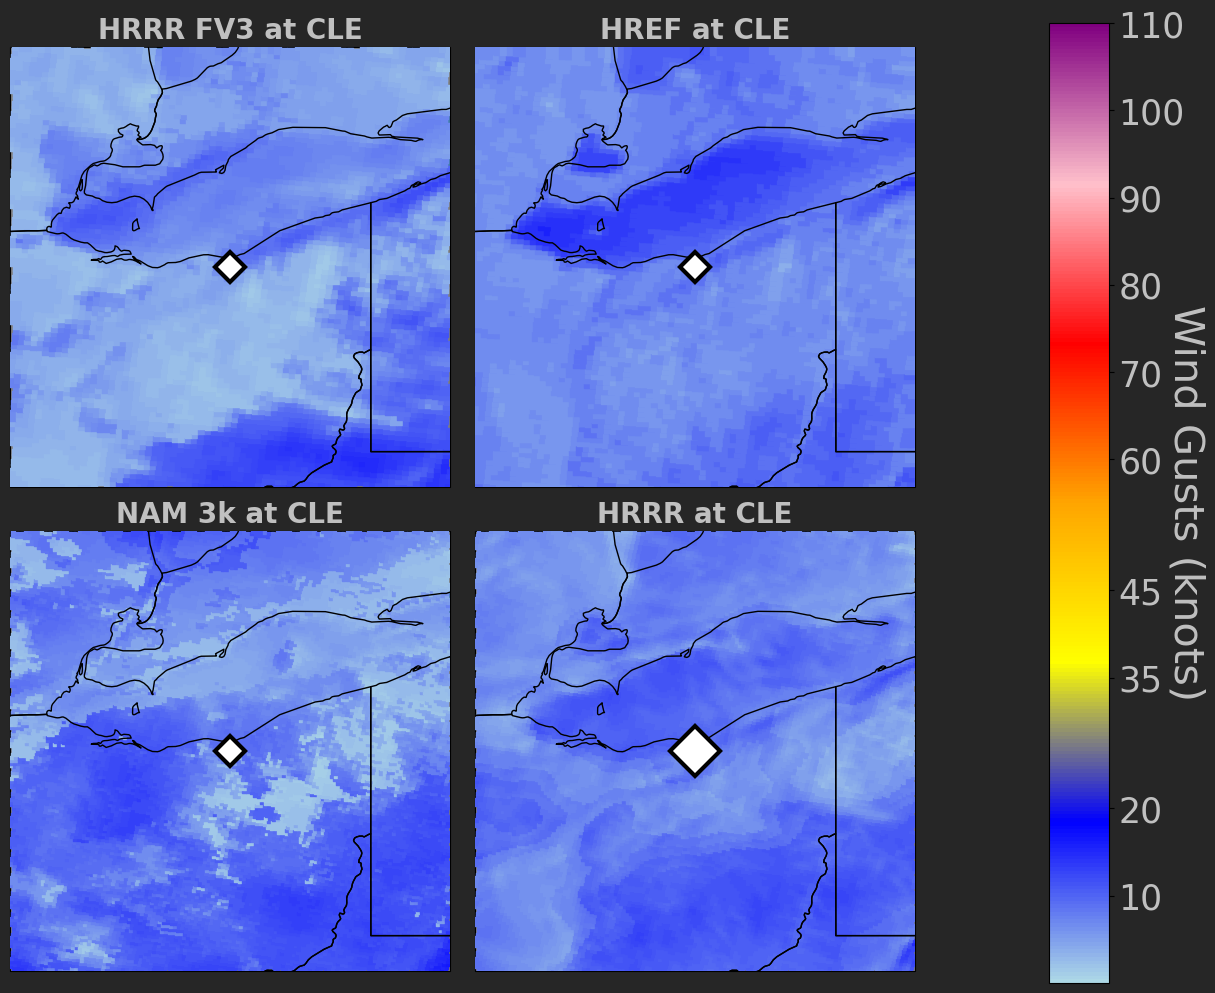 HRRR FV3 at CLE
HREF at CLE
NAM 3k at CLE
HRRR at CLE
110
100
90
80
70
60
45
35
20
10
Wind Gusts (knots)